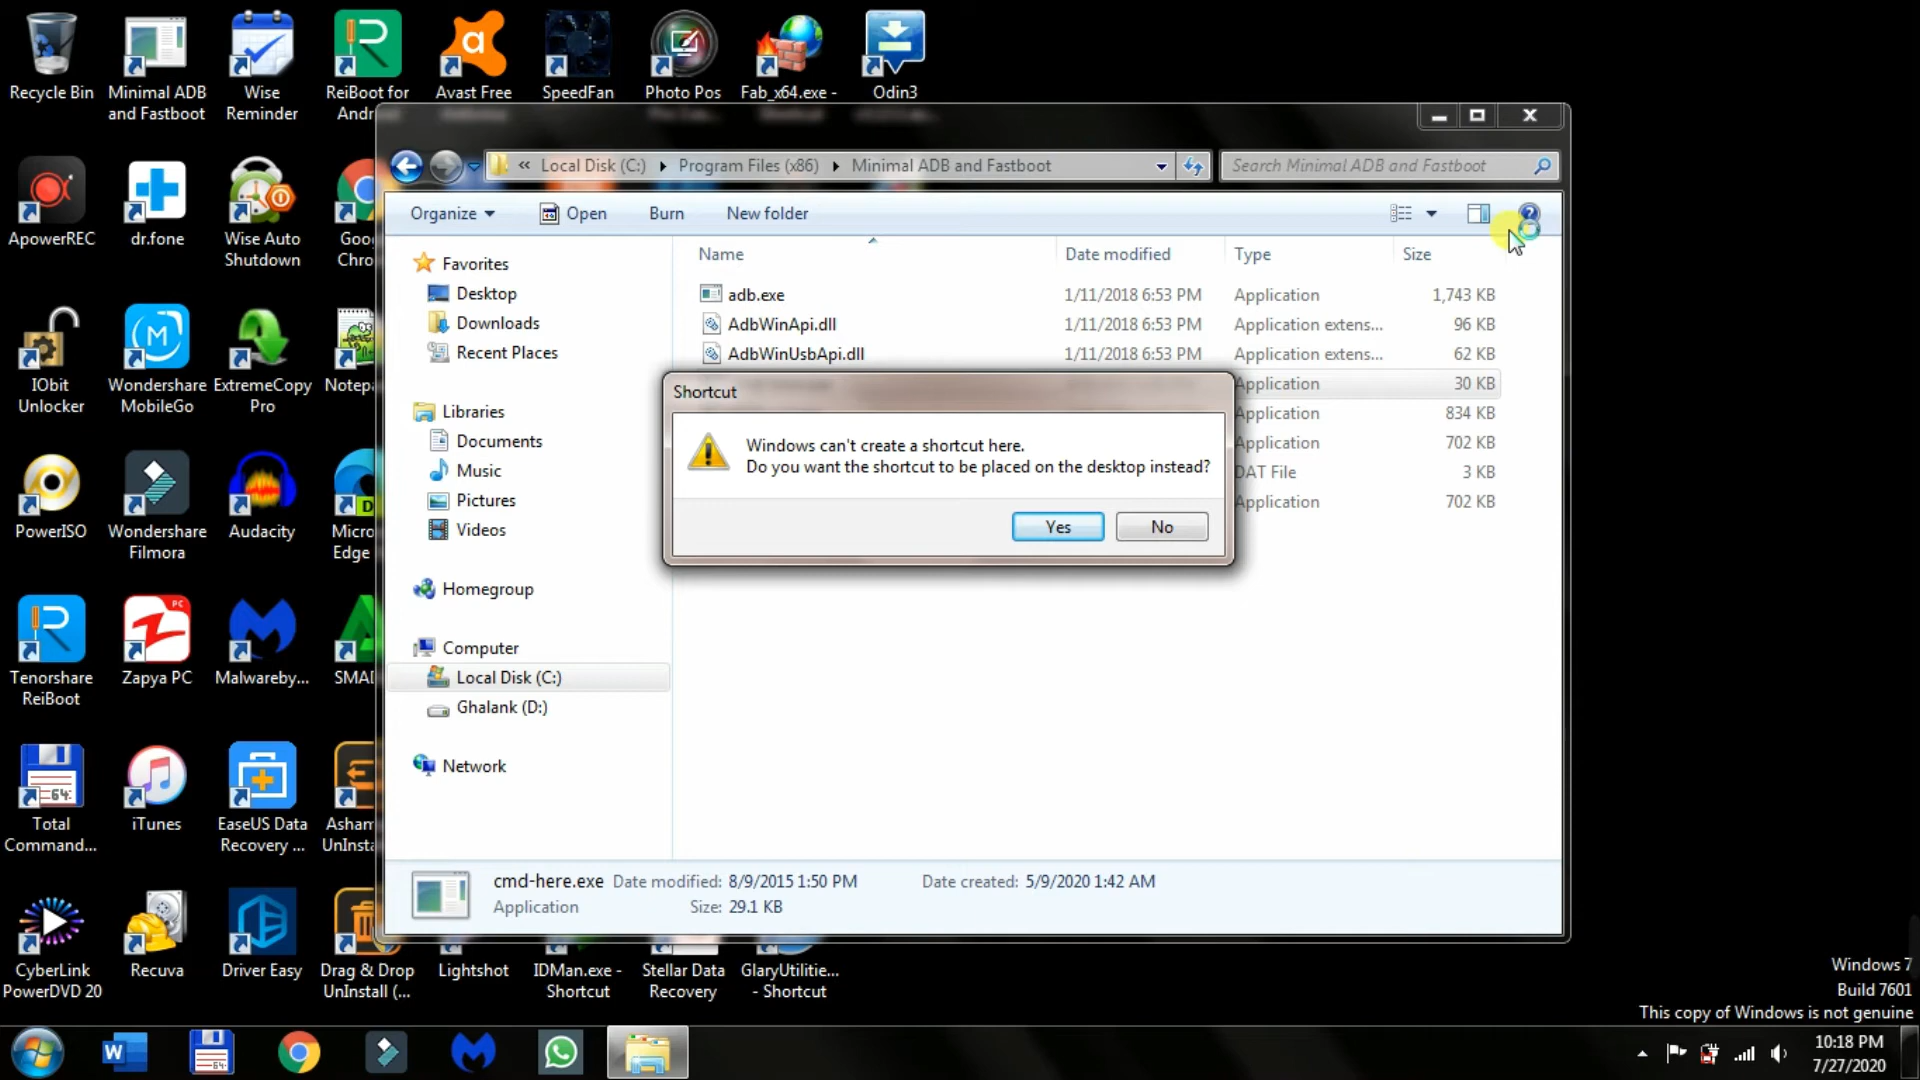 Recycle Bin
Minimal ADB
and Fastboot
Wise
Reminder
ReiBoot for
Andr
Avast Free
SpeedFan
Photo Pos
Fab_x64.exe -
Odin3
ApowerREC
dr.fone
Wise Auto
Shutdown
Goo
Chro
IObit
Unlocker
Wondershare
MobileGo
ExtremeCopy
Pro
Notepa
PowerISO
Wondershare
Filmora
Audacity
Micro
Edge
Tenorshare
ReiBoot
Zapya PC
Malwareby...
SMAD
Total
Command...
iTunes
EaseUS Data
Recovery ...
Asham
UnInsta
CyberLink
PowerDVD 20
Recuva
Driver Easy
Drag & Drop
UnInstall (...
Lightshot
IDMan.exe -
Shortcut
Stellar Data
Recovery
GlaryUtilitie...
- Shortcut
« Local Disk (C:) Program Files (x86) Minimal ADB and Fastboot
Search Minimal ADB and Fastboot
Organize Open Burn New folder
Favorites
Desktop
Downloads
Recent Places
Libraries
Documents
Music
Pictures
Videos
Homegroup
Computer
Local Disk (C:)
Ghalank (D:)
Network
Name Date modified Type Size
adb.exe 1/11/2018 6:53 PM Application 1,743 KB
AdbWinApi.dll 1/11/2018 6:53 PM Application extens... 96 KB
AdbWinUsbApi.dll 1/11/2018 6:53 PM Application extens... 62 KB
Application 30 KB
Application 834 KB
Application 702 KB
DAT File 3 KB
Application 702 KB
Shortcut
Windows can't create a shortcut here.
Do you want the shortcut to be placed on the desktop instead?
Yes No
cmd-here.exe Date modified: 8/9/2015 1:50 PM Date created: 5/9/2020 1:42 AM
Application Size: 29.1 KB
Windows 7
Build 7601
This copy of Windows is not genuine
10:18 PM
7/27/2020